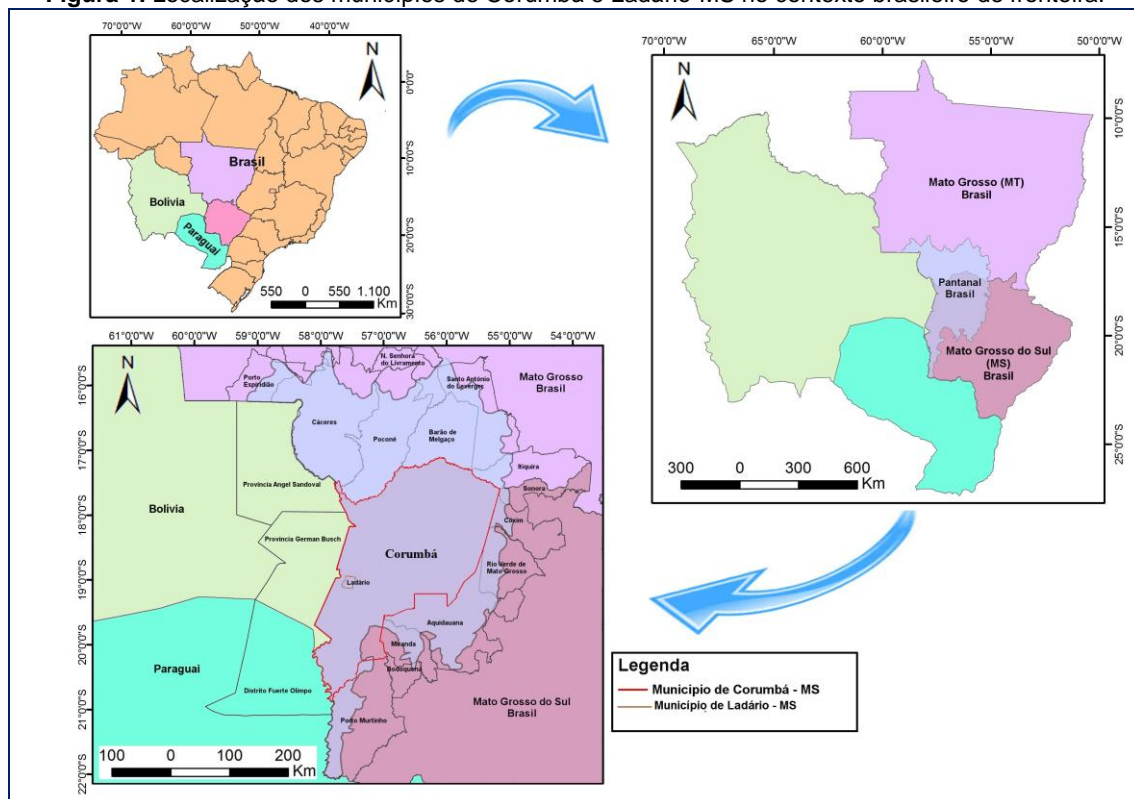 Figura 1. Localização dos municípios de Corumbá e Ladário-MS no contexto brasileiro de fronteira.
70°0'0"W 60°0'0"W 50°0'0"W 40°0'0"W
N
0°0'0"
10°0'0"S
20°0'0"S
30°0'0"S
Brasil
Bolívia
Paraguai
550 0 550 1.100
Km
70°0'0"W 65°0'0"W 60°0'0"W 55°0'0"W 50°0'0"W
N
10°0'0"S
15°0'0"S
20°0'0"S
25°0'0"S
Mato Grosso (MT)
Brasil
Pantanal
Brasil
Mato Grosso do Sul
(MS)
Brasil
300 0 300 600
Km
61°0'0"W 60°0'0"W 59°0'0"W 58°0'0"W 57°0'0"W 56°0'0"W 55°0'0"W 54°0'0"W
N
16°0'0"S
17°0'0"S
18°0'0"S
19°0'0"S
20°0'0"S
21°0'0"S
22°0'0"S
N. Senhora
do Livramento
Porto
Espiridião
Santo Antônio
do Leverger
Mato Grosso
Brasil
Cáceres
Poconé
Barão de
Melgaço
Itiquira
Sonora
Província Angel Sandoval
Bolívia
Coxim
Província German Busch
Corumbá
Rio Verde de
Mato Grosso
Ladário
Aquidauana
Miranda
Bodoquena
Paraguai
Distrito Fuerte Olimpo
Porto Murtinho
Mato Grosso do Sul
Brasil
100 0 100 200
Km
Legenda
Município de Corumbá - MS
Município de Ladário - MS